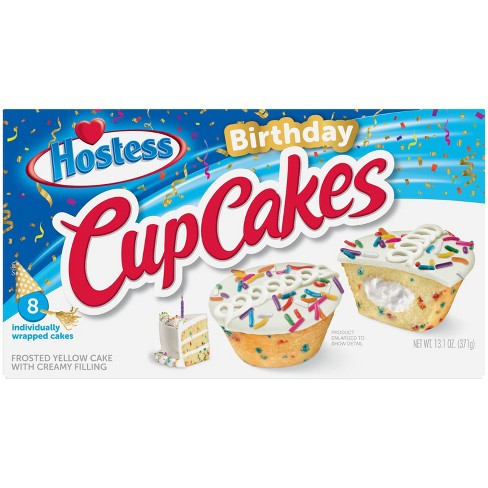 Hostess
Birthday
CupCakes
8
individually
wrapped cakes
FROSTED YELLOW CAKE
WITH CREAMY FILLING
PRODUCT
ENLARGED TO
SHOW DETAIL
NET WT. 13.1 OZ. (371g)